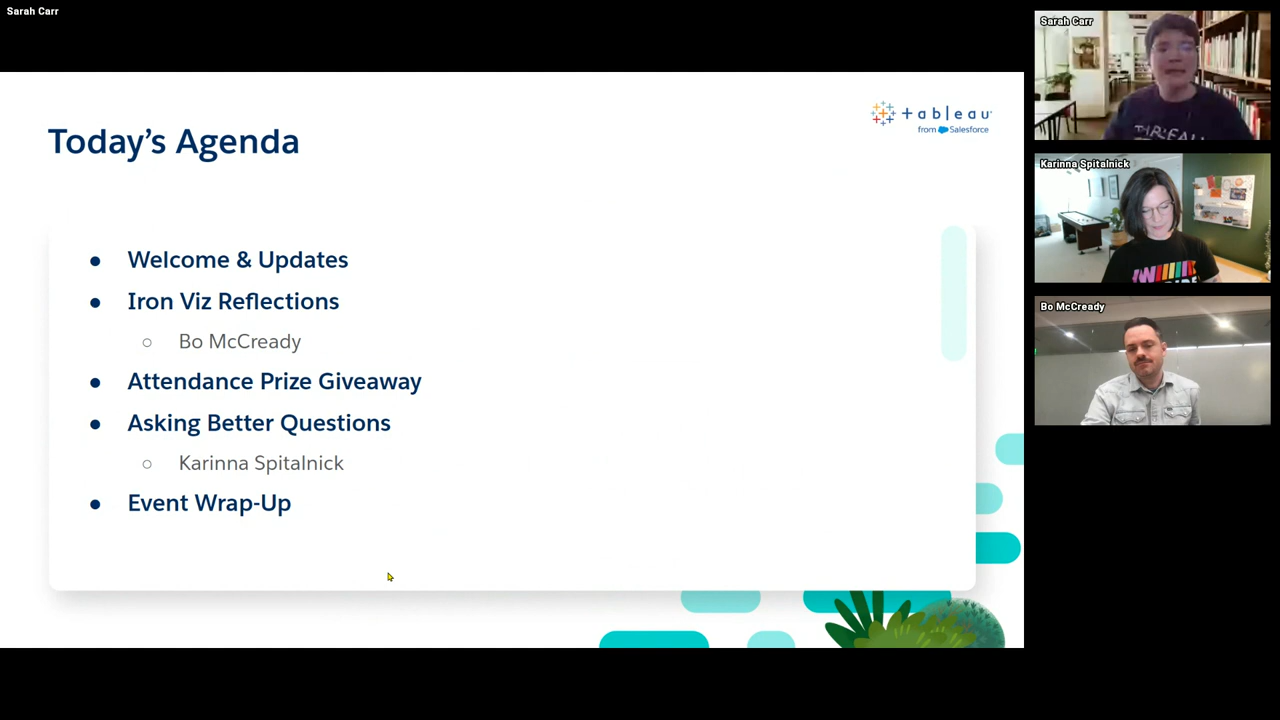 Sarah Carr
Today's Agenda
+ableau
from Salesforce
Welcome & Updates
Iron Viz Reflections
Bo McCready
Attendance Prize Giveaway
Asking Better Questions
Karinna Spitalnick
Event Wrap-Up
Sarah Carr
Karinna Spitalnick
Bo McCready